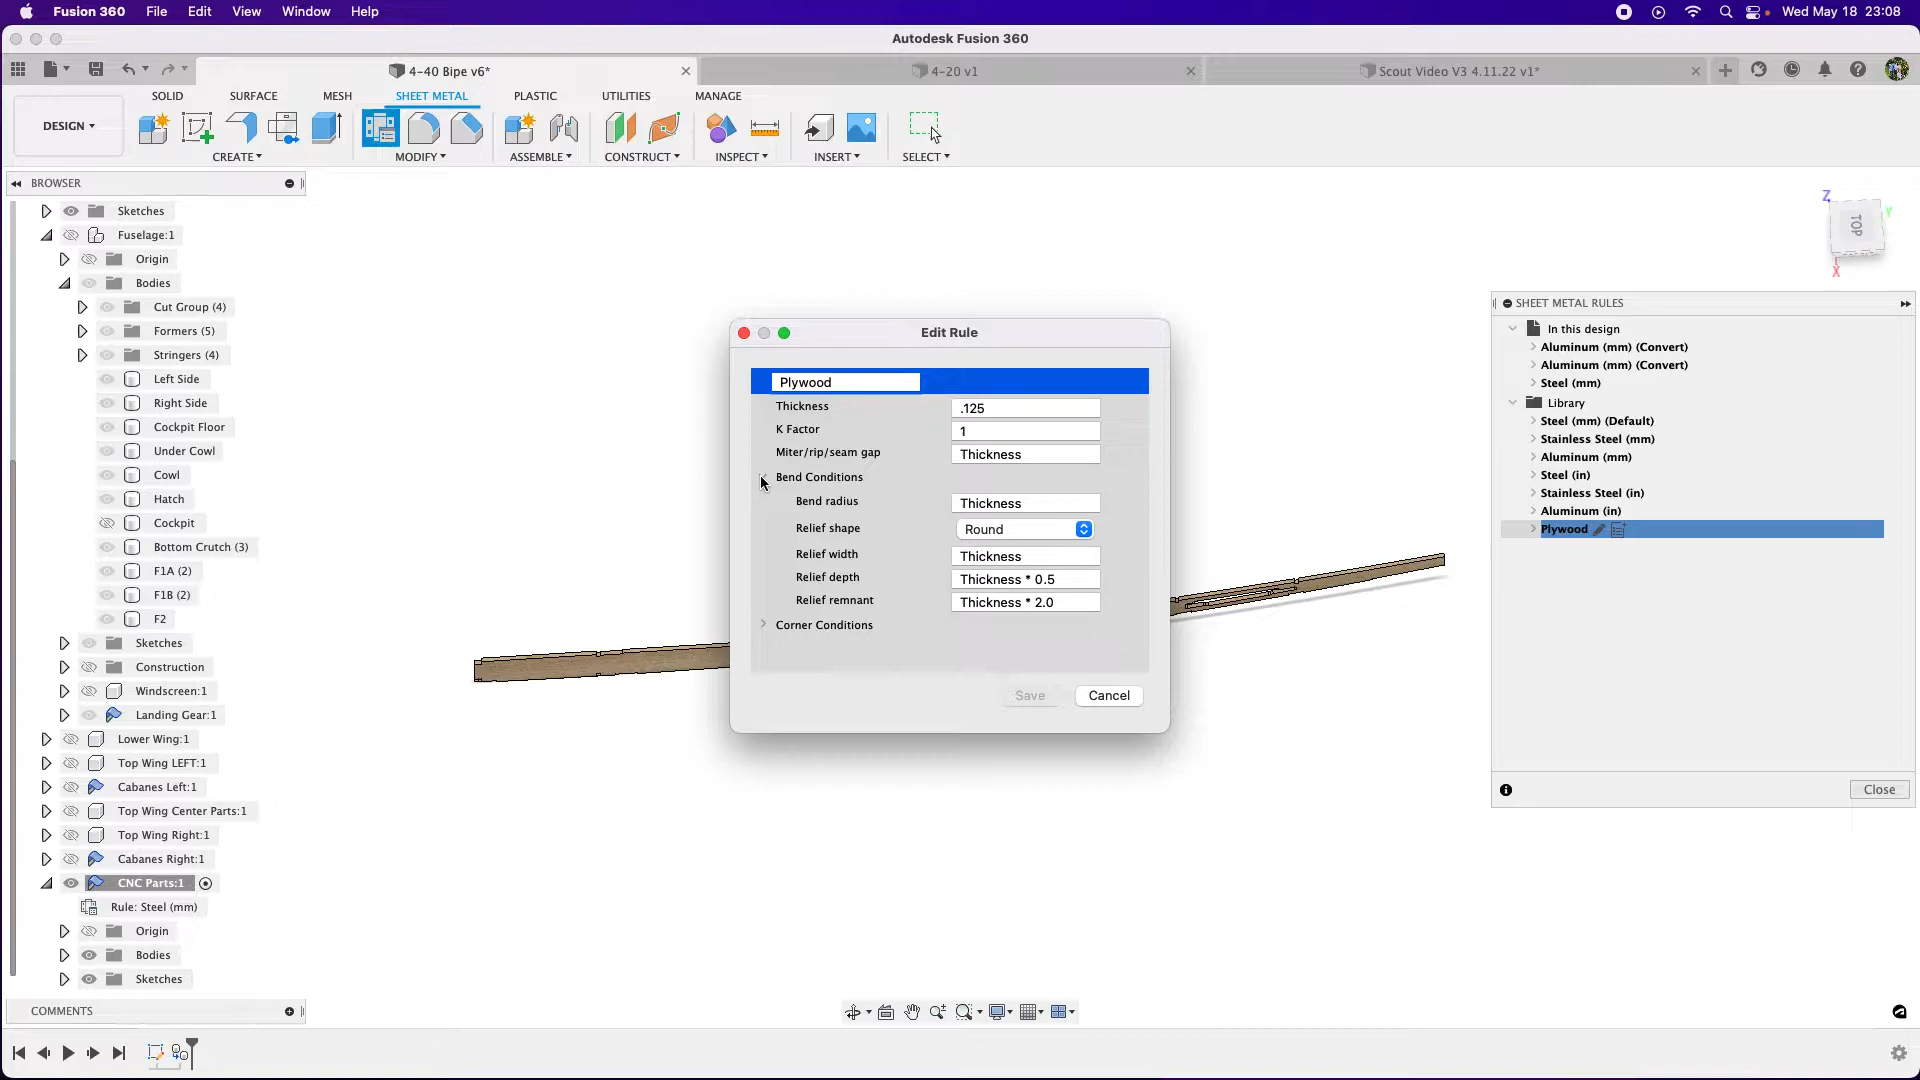 Fusion 360 File Edit View Window Help
Wed May 18 23:08
Autodesk Fusion 360
4-40 Bipe v6*
4-20 v1
Scout Video V3 4.11.22 v1*
SOLID SURFACE MESH SHEET METAL PLASTIC UTILITIES MANAGE
DESIGN
CREATE MODIFY ASSEMBLE CONSTRUCT INSPECT INSERT SELECT
BROWSER
Sketches
Fuselage:1
Origin
Bodies
Cut Group (4)
Formers (5)
Stringers (4)
Left Side
Right Side
Cockpit Floor
Under Cowl
Cowl
Hatch
Cockpit
Bottom Crutch (3)
F1A (2)
F1B (2)
F2
Sketches
Construction
Windscreen:1
Landing Gear:1
Lower Wing:1
Top Wing LEFT:1
Cabanes Left:1
Top Wing Center Parts:1
Top Wing Right:1
Cabanes Right:1
CNC Parts:1
Rule: Steel (mm)
Origin
Bodies
Sketches
COMMENTS
Edit Rule
Plywood
Thickness .125
K Factor 1
Miter/rip/seam gap Thickness
Bend Conditions
Bend radius Thickness
Relief shape Round
Relief width Thickness
Relief depth Thickness * 0.5
Relief remnant Thickness * 2.0
Corner Conditions
Save Cancel
Z
Y
TOP
X
SHEET METAL RULES
In this design
Aluminum (mm) (Convert)
Aluminum (mm) (Convert)
Steel (mm)
Library
Steel (mm) (Default)
Stainless Steel (mm)
Aluminum (mm)
Steel (in)
Stainless Steel (in)
Aluminum (in)
Plywood
Close